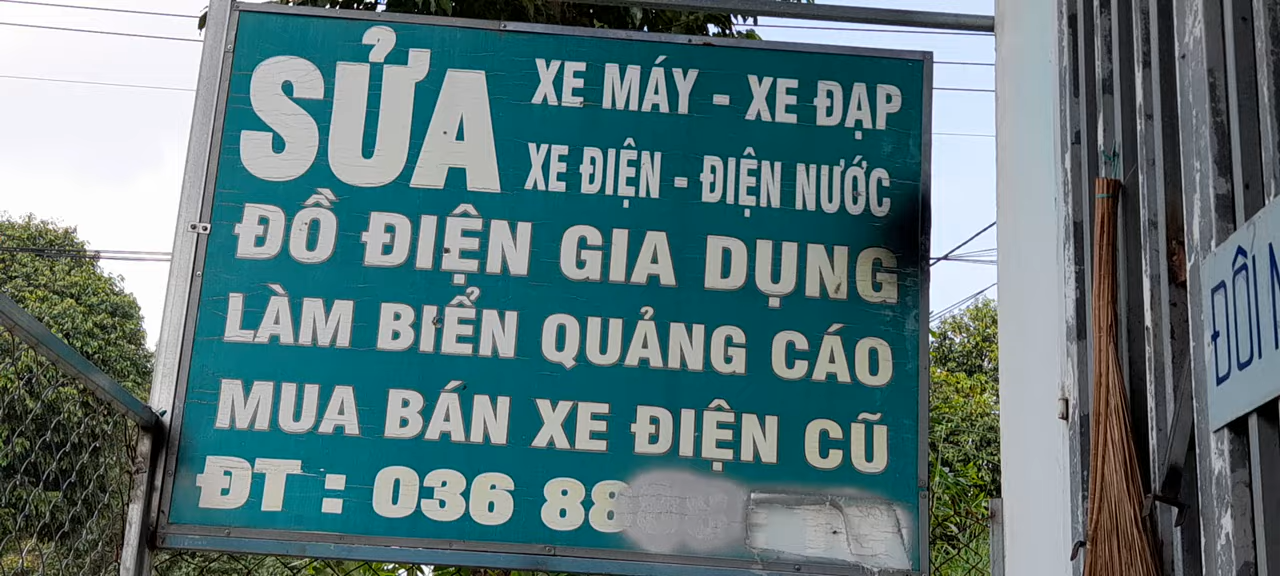 SỬA
XE MÁY - XE ĐẠP
XE ĐIỆN - ĐIỆN NƯỚC
ĐỒ ĐIỆN GIA DỤNG
LÀM BIỂN QUẢNG CÁO
MUA BÁN XE ĐIỆN CŨ
ĐT : 036 88
ĐỔI